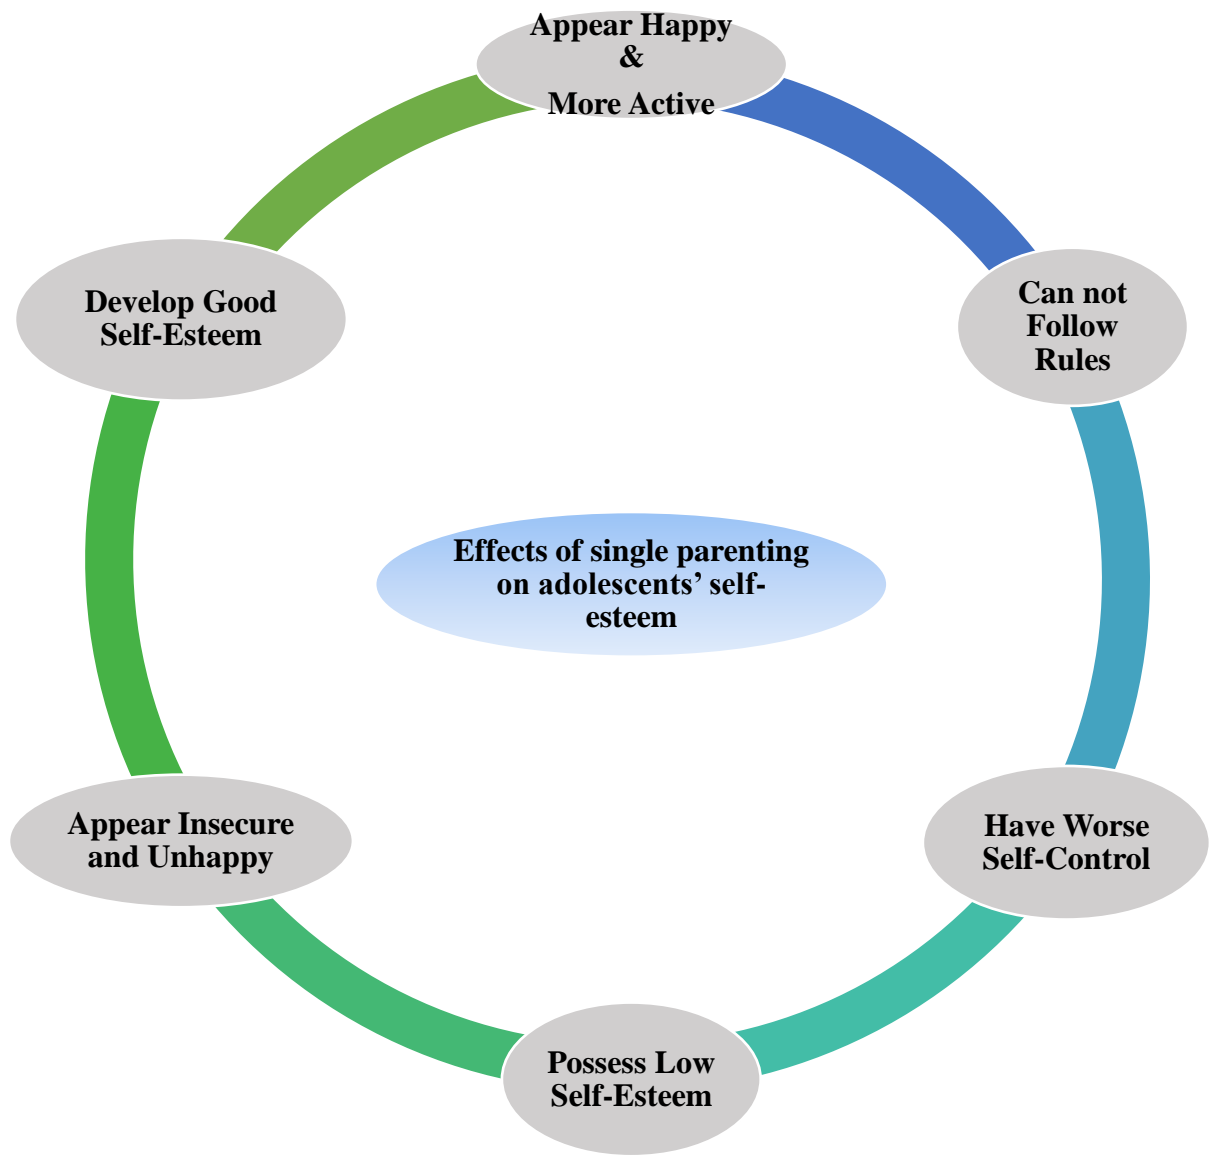 Appear Happy
&
More Active
Can not
Follow
Rules
Have Worse
Self-Control
Possess Low
Self-Esteem
Appear Insecure
and Unhappy
Develop Good
Self-Esteem
Effects of single parenting
on adolescents’ self-
esteem